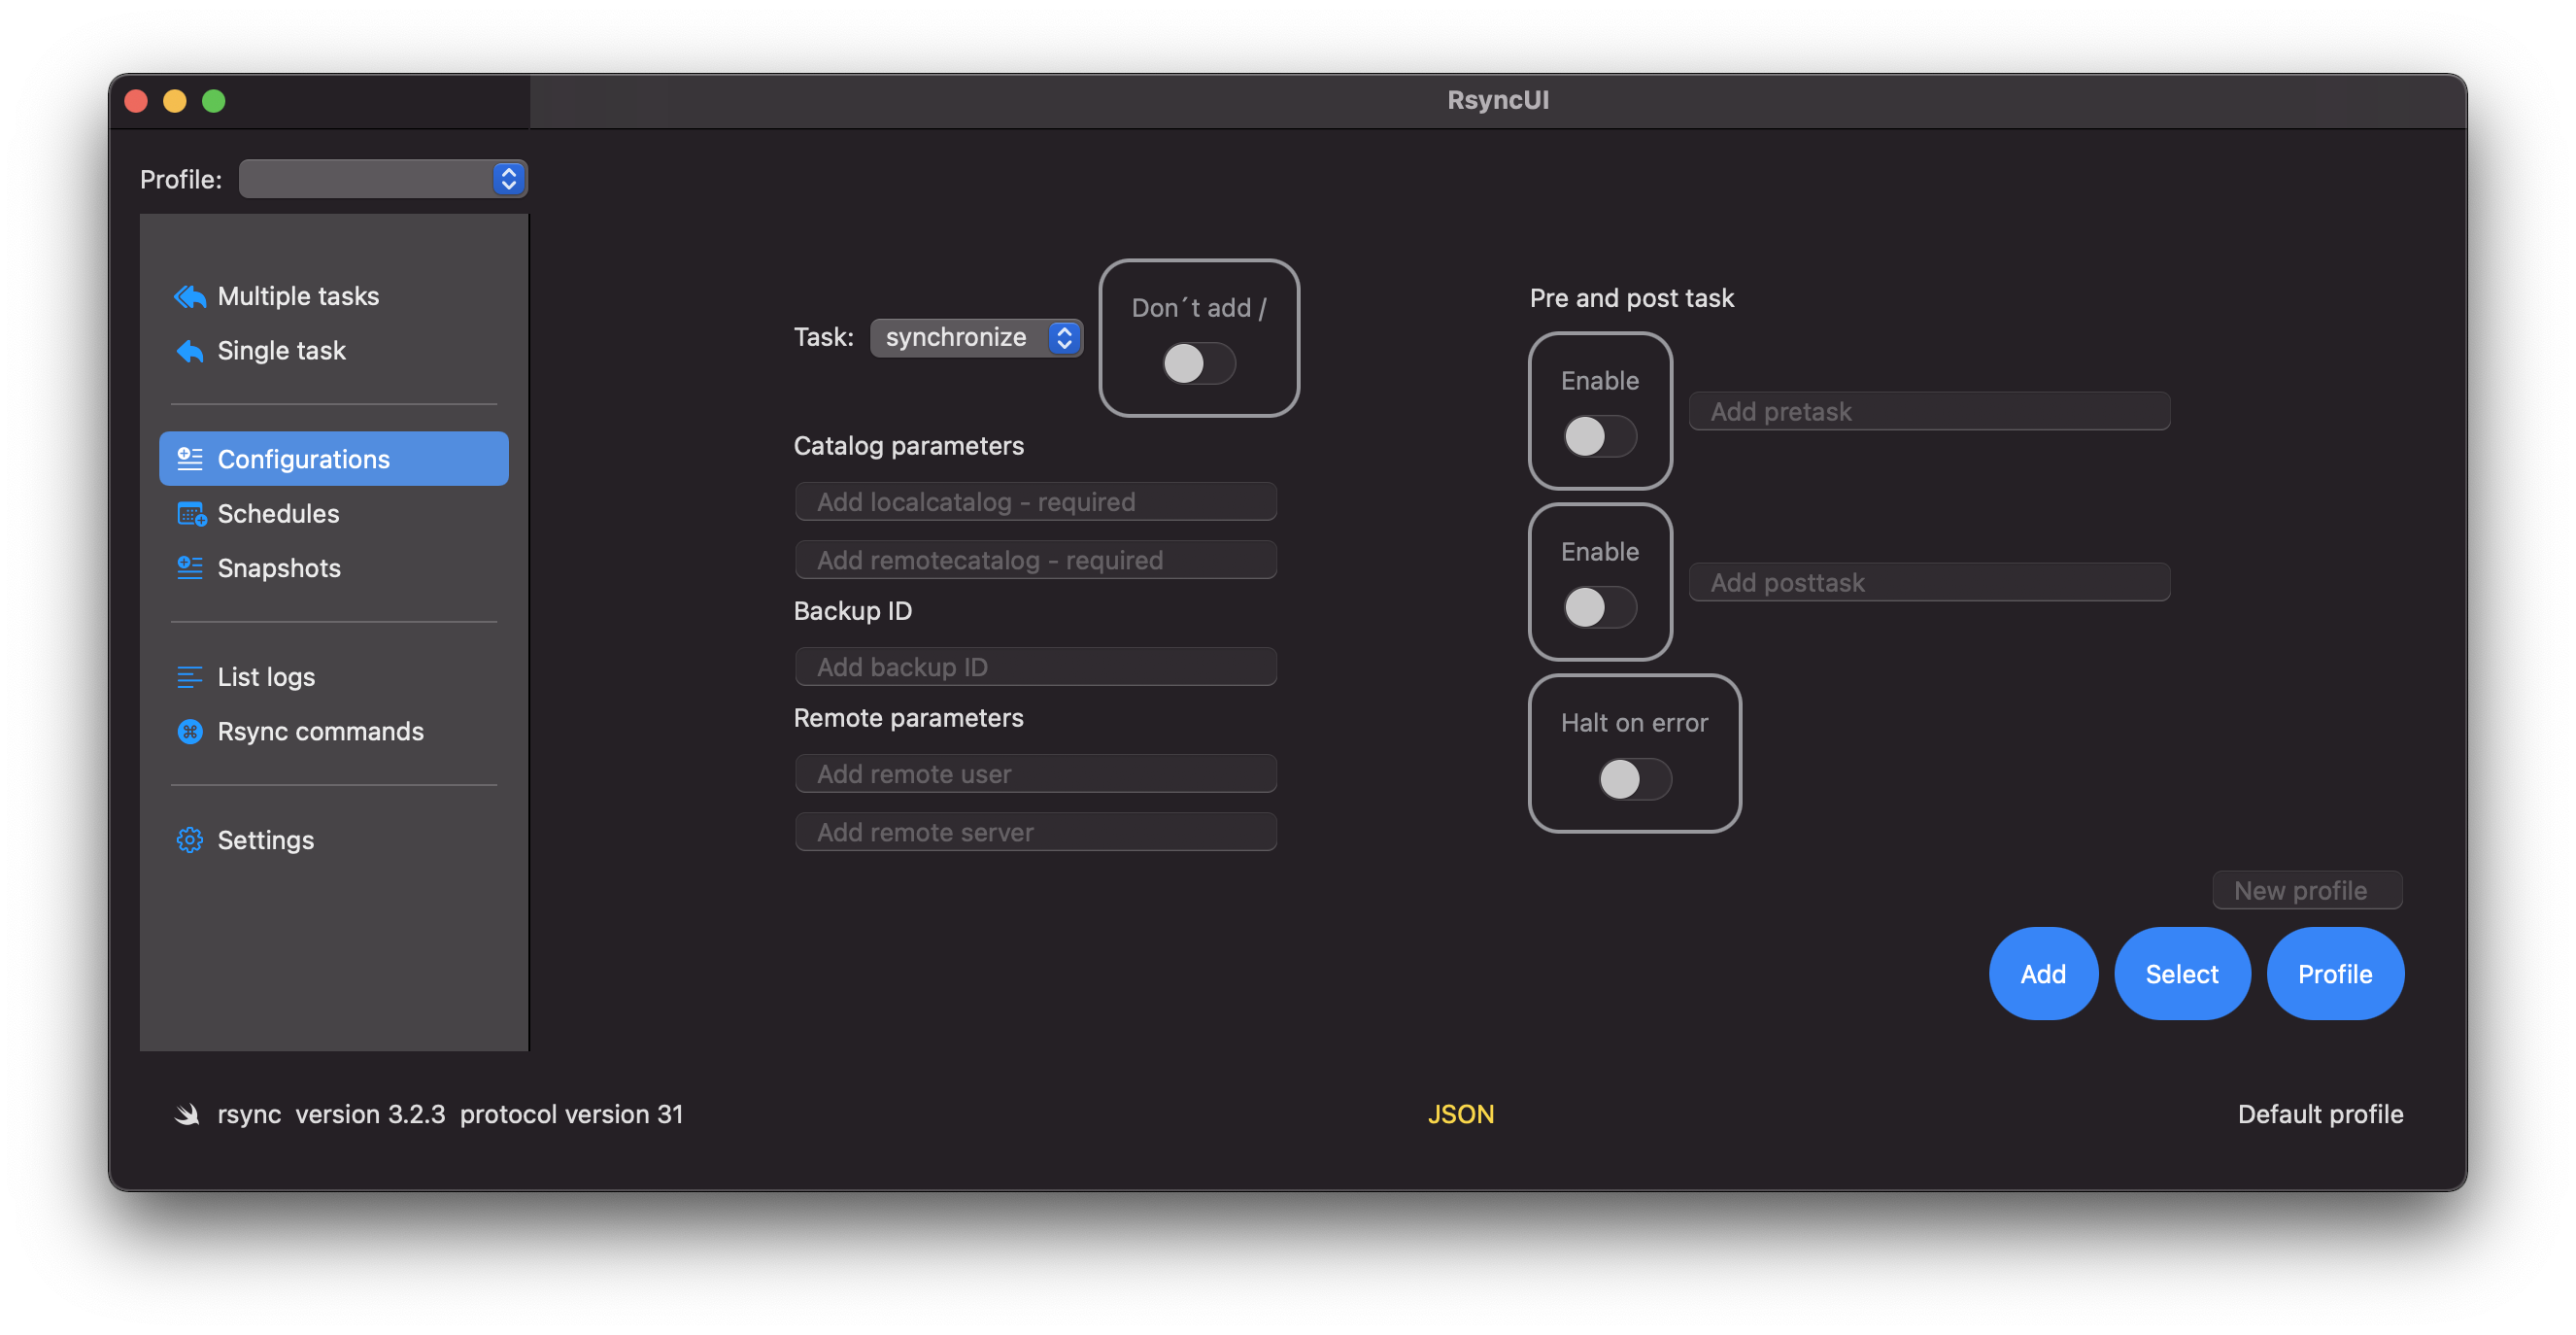 RsyncUI
Profile:
Multiple tasks
Single task
Configurations
Schedules
Snapshots
List logs
Rsync commands
Settings
Task: synchronize
Don´t add /
Catalog parameters
Add localcatalog - required
Add remotecatalog - required
Backup ID
Add backup ID
Remote parameters
Add remote user
Add remote server
Pre and post task
Enable
Add pretask
Enable
Add posttask
Halt on error
New profile
Add Select Profile
rsync version 3.2.3 protocol version 31
JSON
Default profile